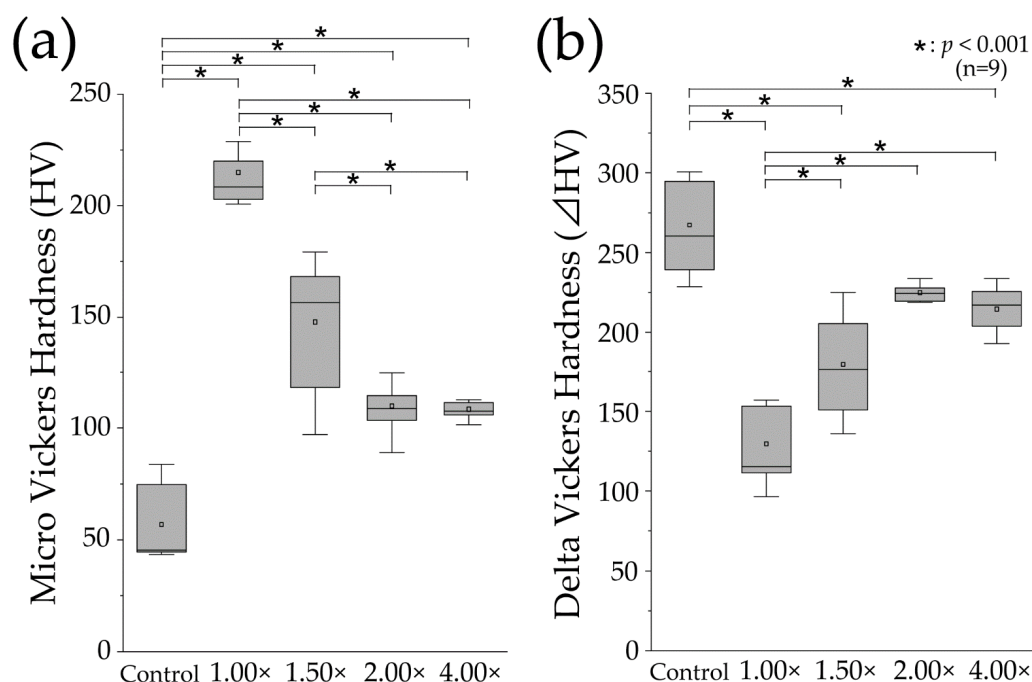 (a)
Micro Vickers Hardness (HV)
250
200
150
100
50
0
* * * *
* * *
* *
Control 1.00× 1.50× 2.00× 4.00×
(b)
*: p < 0.001
(n=9)
Delta Vickers Hardness (⊿HV)
350
300
250
200
150
100
50
0
* * *
* * *
Control 1.00× 1.50× 2.00× 4.00×